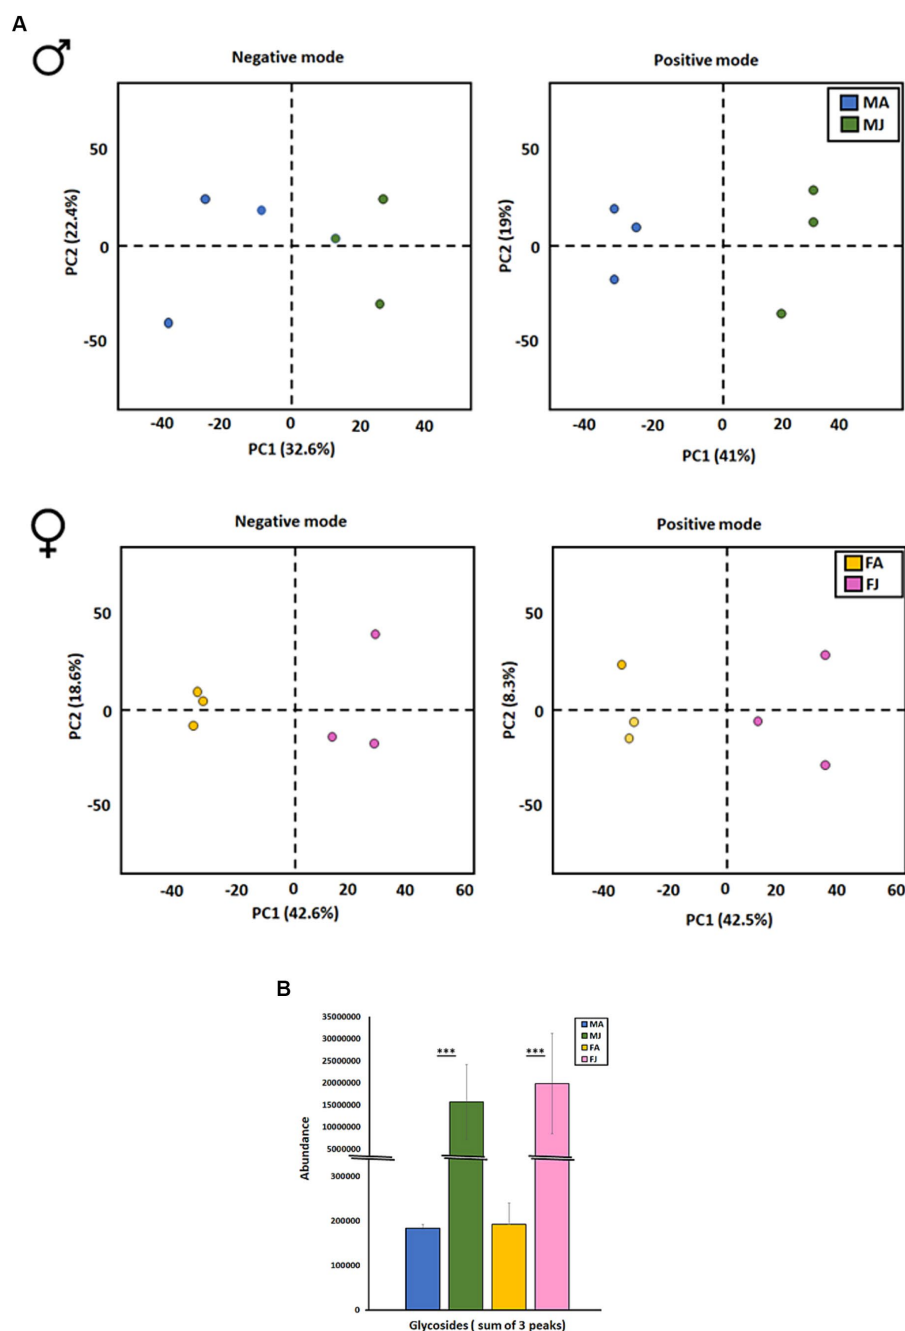 A
Negative mode
Positive mode
MA
MJ
50
0
-50
PC2 (22.4%)
-40 -20 0 20 40
PC1 (32.6%)
50
0
-50
PC2 (19%)
-40 -20 0 20 40
PC1 (41%)
Negative mode
Positive mode
FA
FJ
50
0
-50
PC2 (18.6%)
-40 -20 0 20 40 60
PC1 (42.6%)
50
0
-50
PC2 (8.3%)
-40 -20 0 20 40 60
PC1 (42.5%)
B
35000000
30000000
25000000
20000000
15000000
10000000
5000000
300000
200000
100000
0
Abundance
*** ***
MA
MJ
FA
FJ
Glycosides ( sum of 3 peaks)